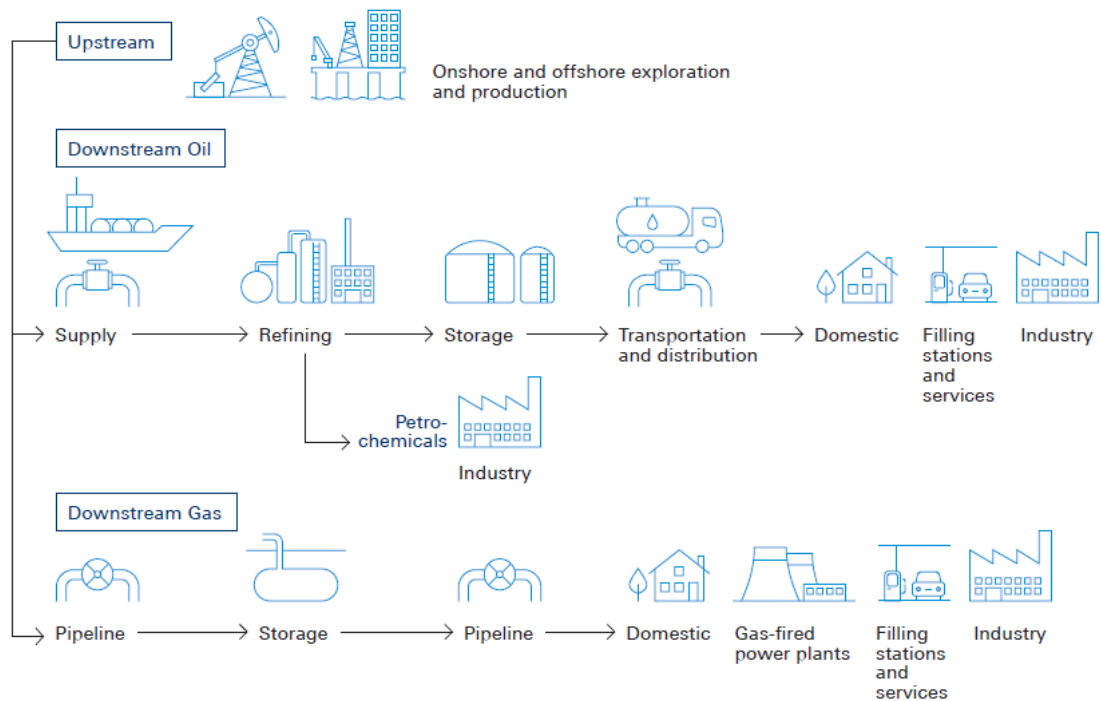 Upstream
Onshore and offshore exploration
and production
Downstream Oil
Supply
Refining
Storage
Transportation
and distribution
Domestic
Filling
stations
and
services
Industry
Petro-
chemicals
Industry
Downstream Gas
Pipeline
Storage
Pipeline
Domestic
Gas-fired
power plants
Filling
stations
and
services
Industry